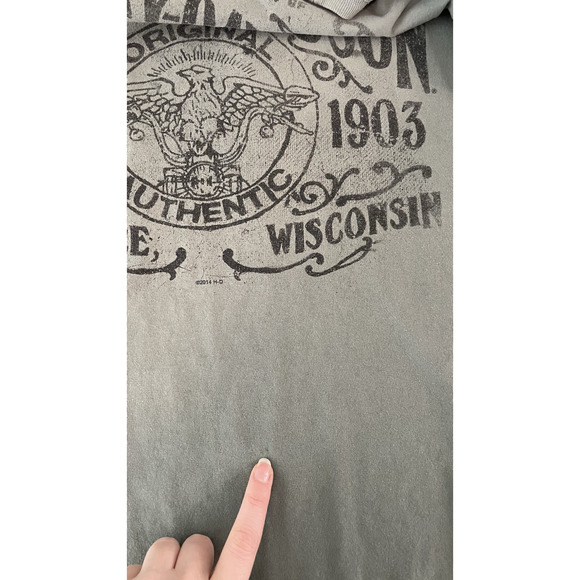 ORIGINAL
SON.
1903
AUTHENTIC
WISCONSIN
©2014 H-D